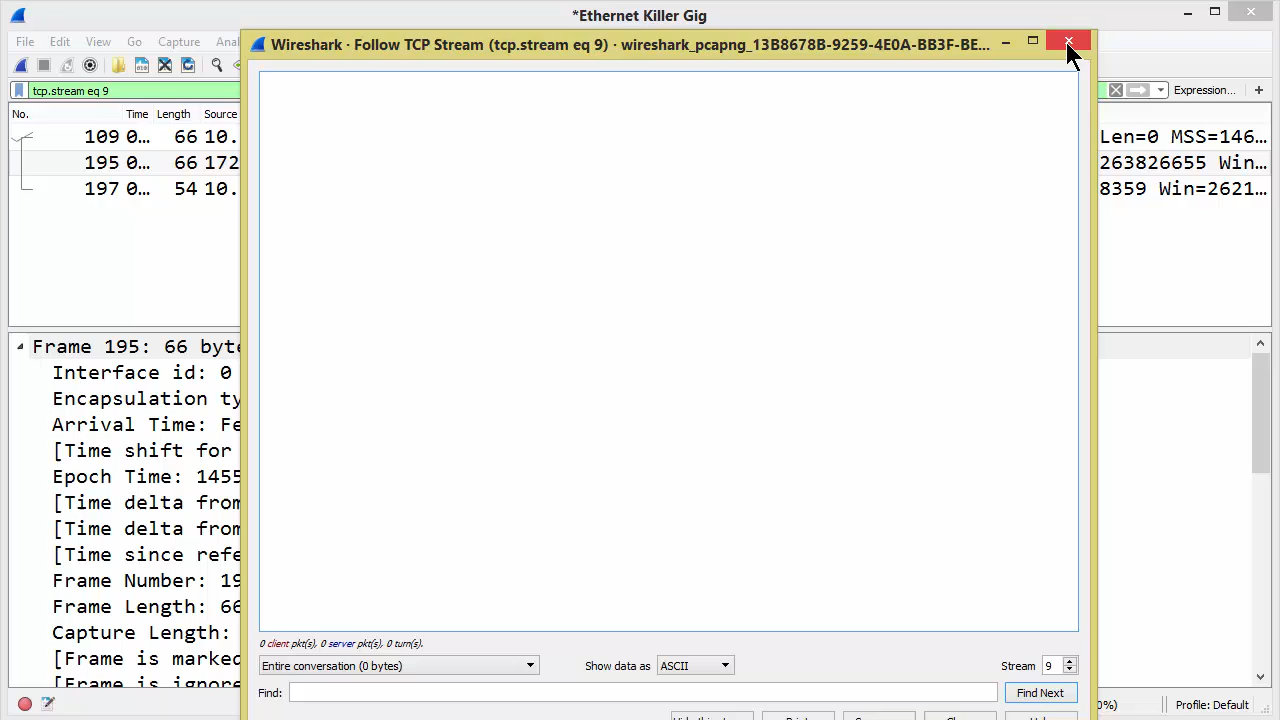 *Ethernet Killer Gig
File Edit View Go Capture Anal
Wireshark · Follow TCP Stream (tcp.stream eq 9) · wireshark_pcapng_13B8678B-9259-4E0A-BB3F-BE...
tcp.stream eq 9
Expression...
No. Time Length Source
109 0... 66 10.
Len=0 MSS=146...
195 0... 66 172
263826655 Win...
197 0... 54 10.
8359 Win=2621...
Frame 195: 66 byte
Interface id: 0
Encapsulation ty
Arrival Time: Fe
[Time shift for
Epoch Time: 1455
[Time delta from
[Time delta from
[Time since refe
Frame Number: 19
Frame Length: 66
Capture Length:
[Frame is marked
[Frame is ignore
0 client pkt(s), 0 server pkt(s), 0 turn(s).
Entire conversation (0 bytes)
Show data as ASCII
Stream 9
Find:
Find Next
0%)
Profile: Default